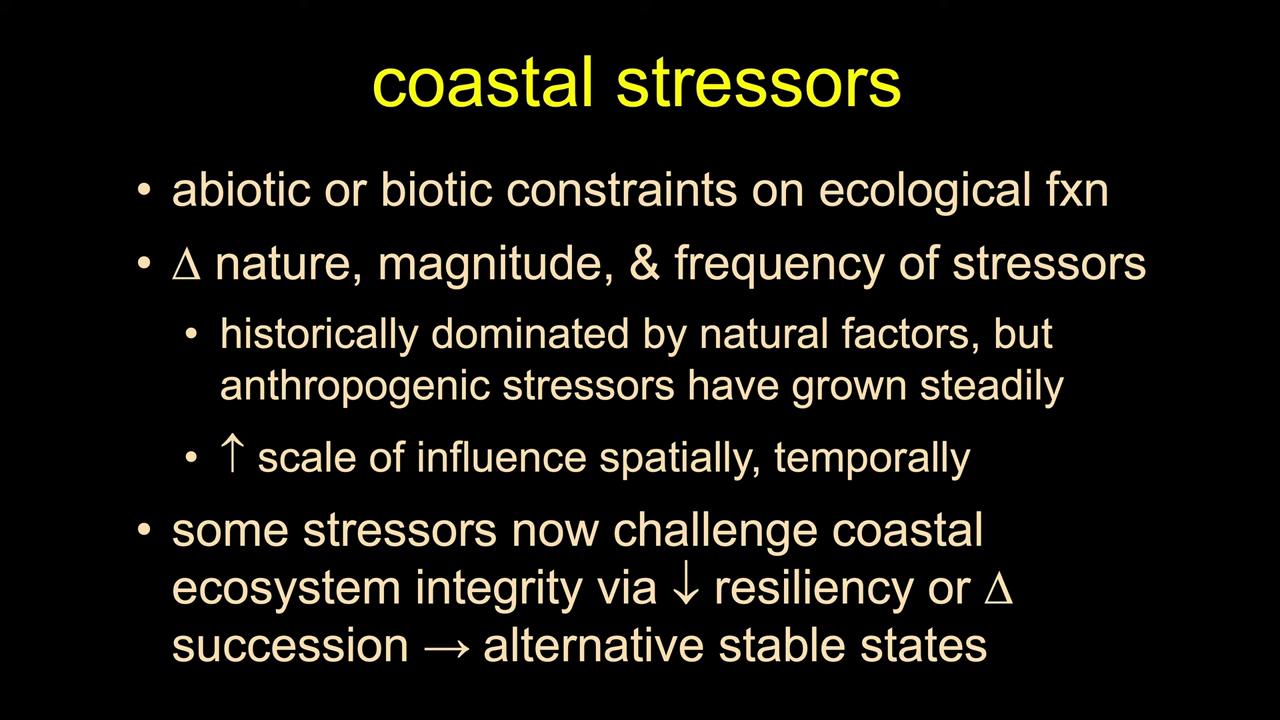 coastal stressors
• abiotic or biotic constraints on ecological fxn
• Δ nature, magnitude, & frequency of stressors
• historically dominated by natural factors, but
anthropogenic stressors have grown steadily
• ↑ scale of influence spatially, temporally
• some stressors now challenge coastal
ecosystem integrity via ↓ resiliency or Δ
succession → alternative stable states